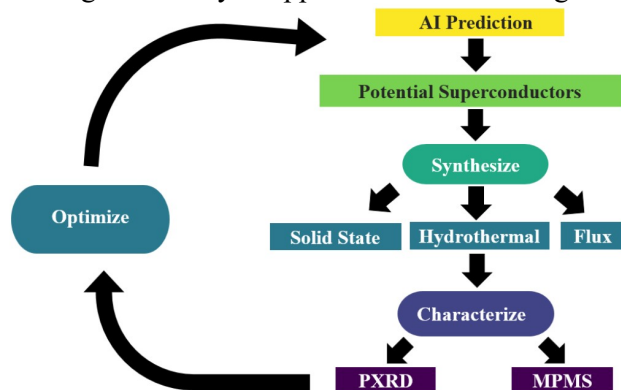 AI Prediction
Potential Superconductors
Synthesize
Optimize
Solid State
Hydrothermal
Flux
Characterize
PXRD
MPMS